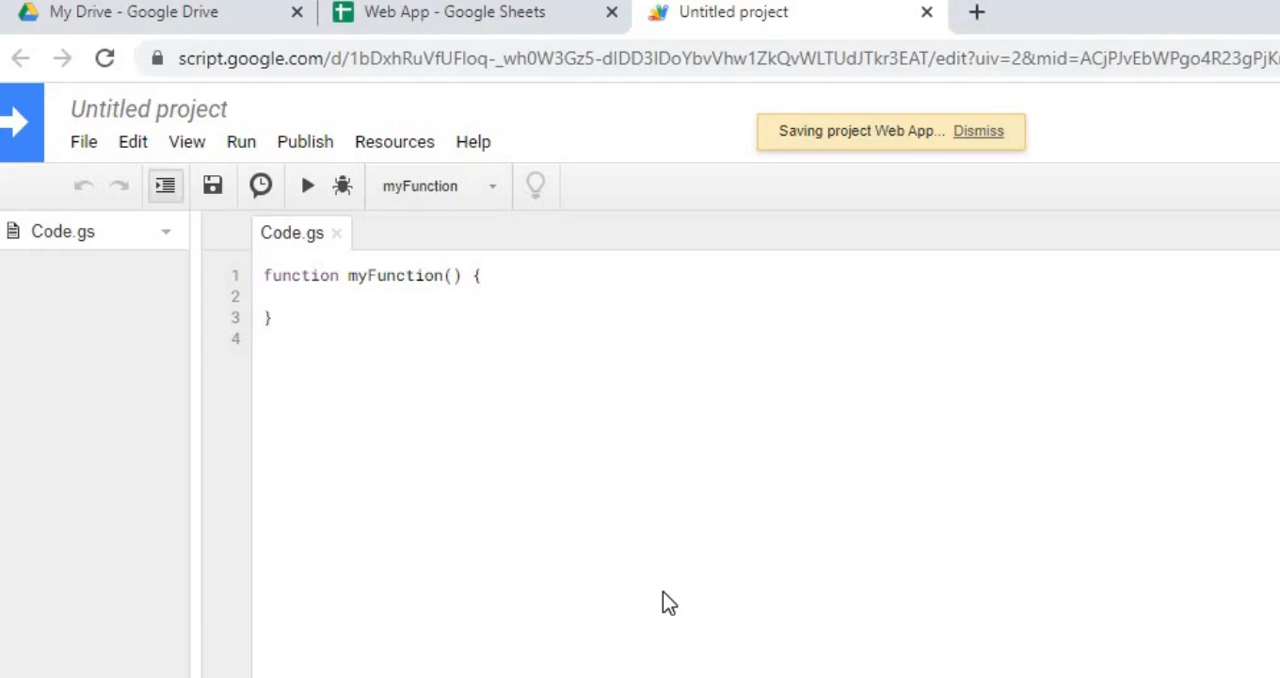 My Drive - Google Drive
Web App - Google Sheets
Untitled project
script.google.com/d/1bDxhRuVfUFloq-_wh0W3Gz5-dIDD3IDoYbvVhw1ZkQvWLTUdJTkr3EAT/edit?uiv=2&mid=ACjPJvEbWPgo4R23gPjK
Untitled project
File Edit View Run Publish Resources Help
Saving project Web App... Dismiss
myFunction
Code.gs
Code.gs
1 function myFunction() {
2
3 }
4